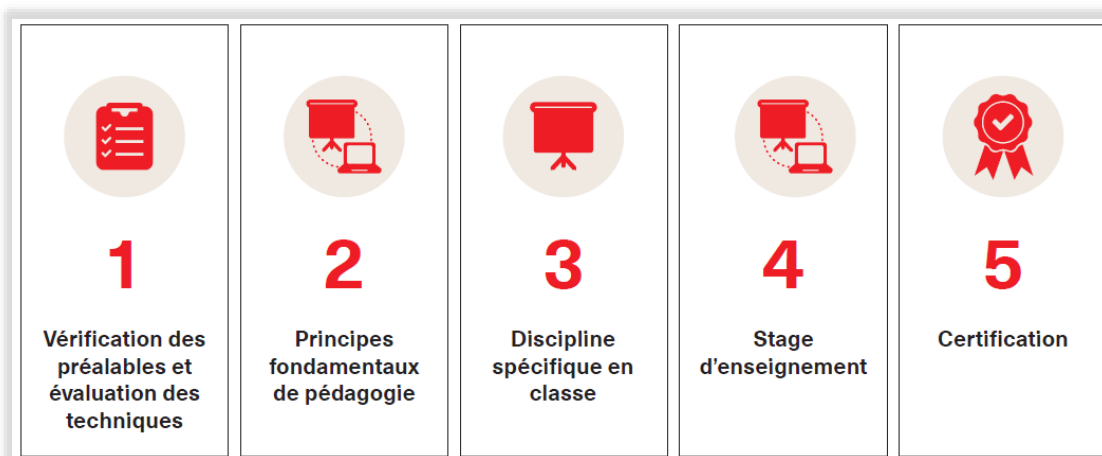 1
Vérification des
préalables et
évaluation des
techniques
2
Principes
fondamentaux
de pédagogie
3
Discipline
spécifique en
classe
4
Stage
d’enseignement
5
Certification